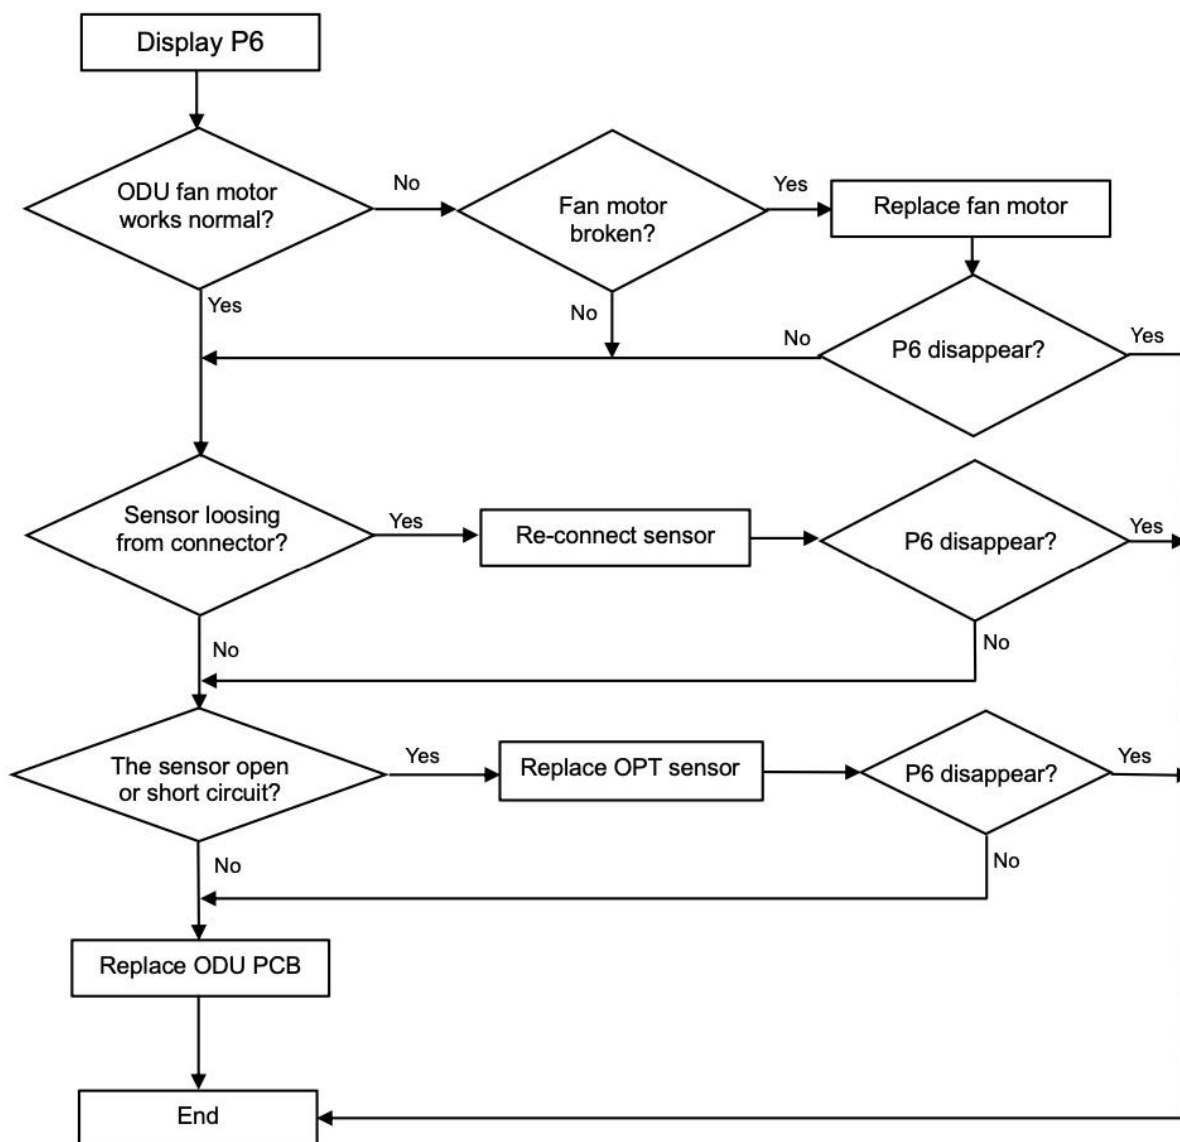 Display P6
ODU fan motor
works normal?
No
Fan motor
broken?
Yes
Replace fan motor
Yes
No
No
P6 disappear?
Yes
Sensor loosing
from connector?
Yes
Re-connect sensor
P6 disappear?
Yes
No
No
The sensor open
or short circuit?
Yes
Replace OPT sensor
P6 disappear?
Yes
No
No
Replace ODU PCB
End